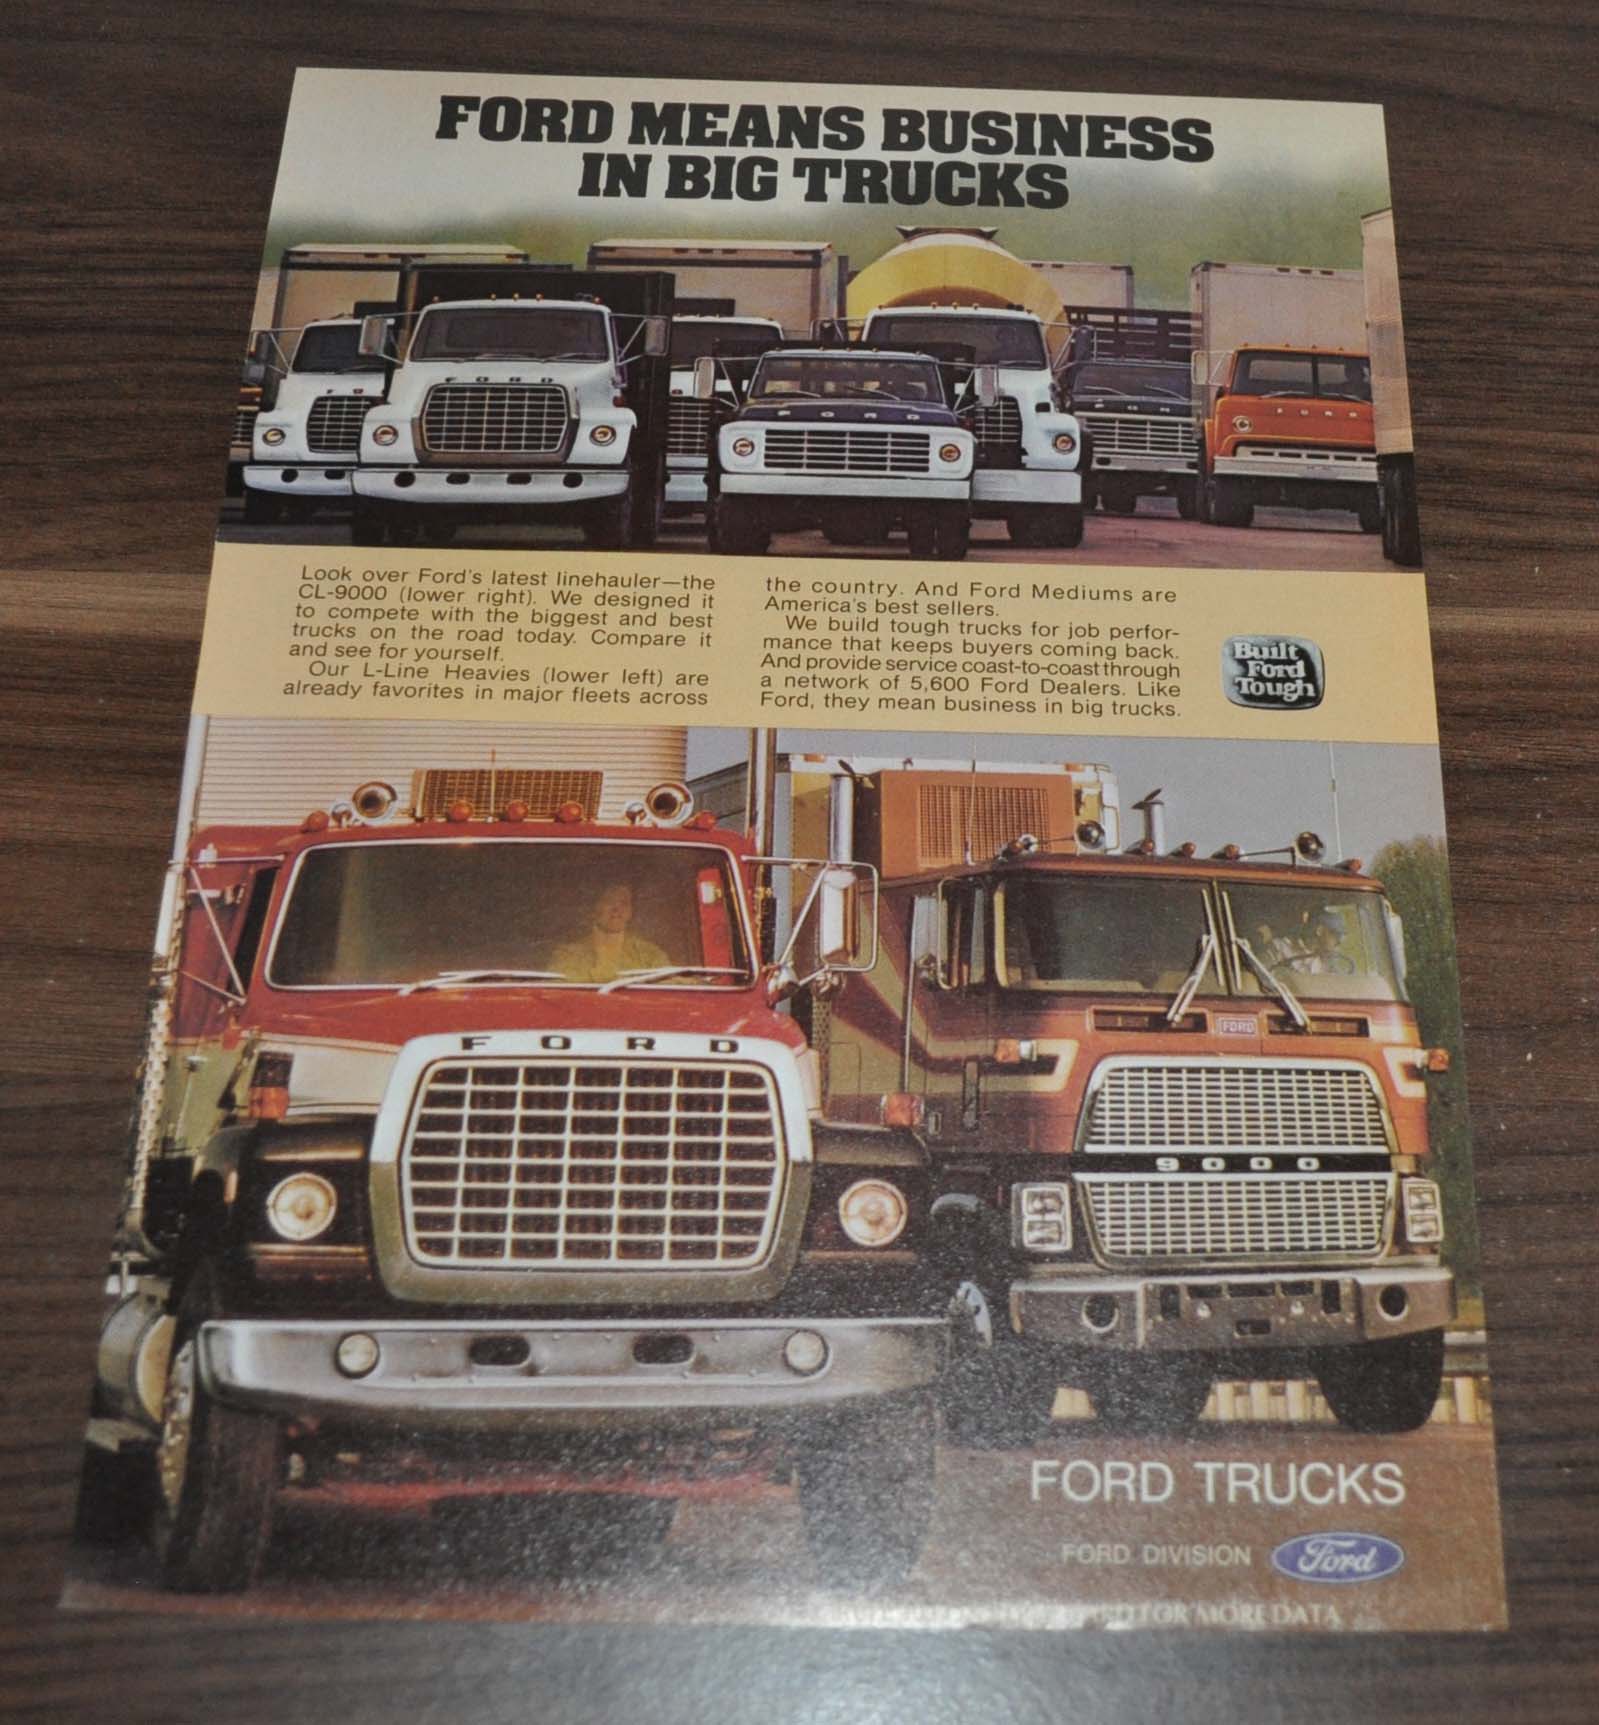 FORD MEANS BUSINESS
IN BIG TRUCKS
FORD
FORD
FORD
Look over Ford's latest linehauler—the
CL-9000 (lower right). We designed it
to compete with the biggest and best
trucks on the road today. Compare it
and see for yourself.
Our L-Line Heavies (lower left) are
already favorites in major fleets across
the country. And Ford Mediums are
America's best sellers.
We build tough trucks for job perfor-
mance that keeps buyers coming back.
And provide service coast-to-coast through
a network of 5,600 Ford Dealers. Like
Ford, they mean business in big trucks.
Built
Ford
Tough
FORD
FORD
9000
FORD TRUCKS
FORD DIVISION Ford
FOR MORE DATA